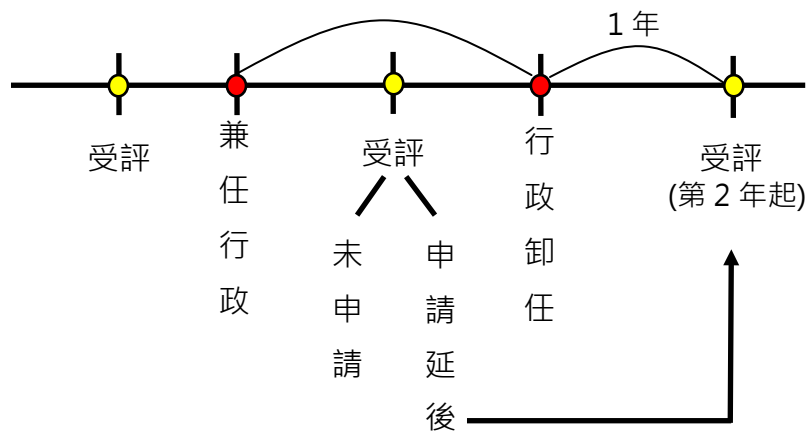 1 年
受評
兼任行政
受評
行政卸任
受評
(第 2 年起)
未申請
申請延後